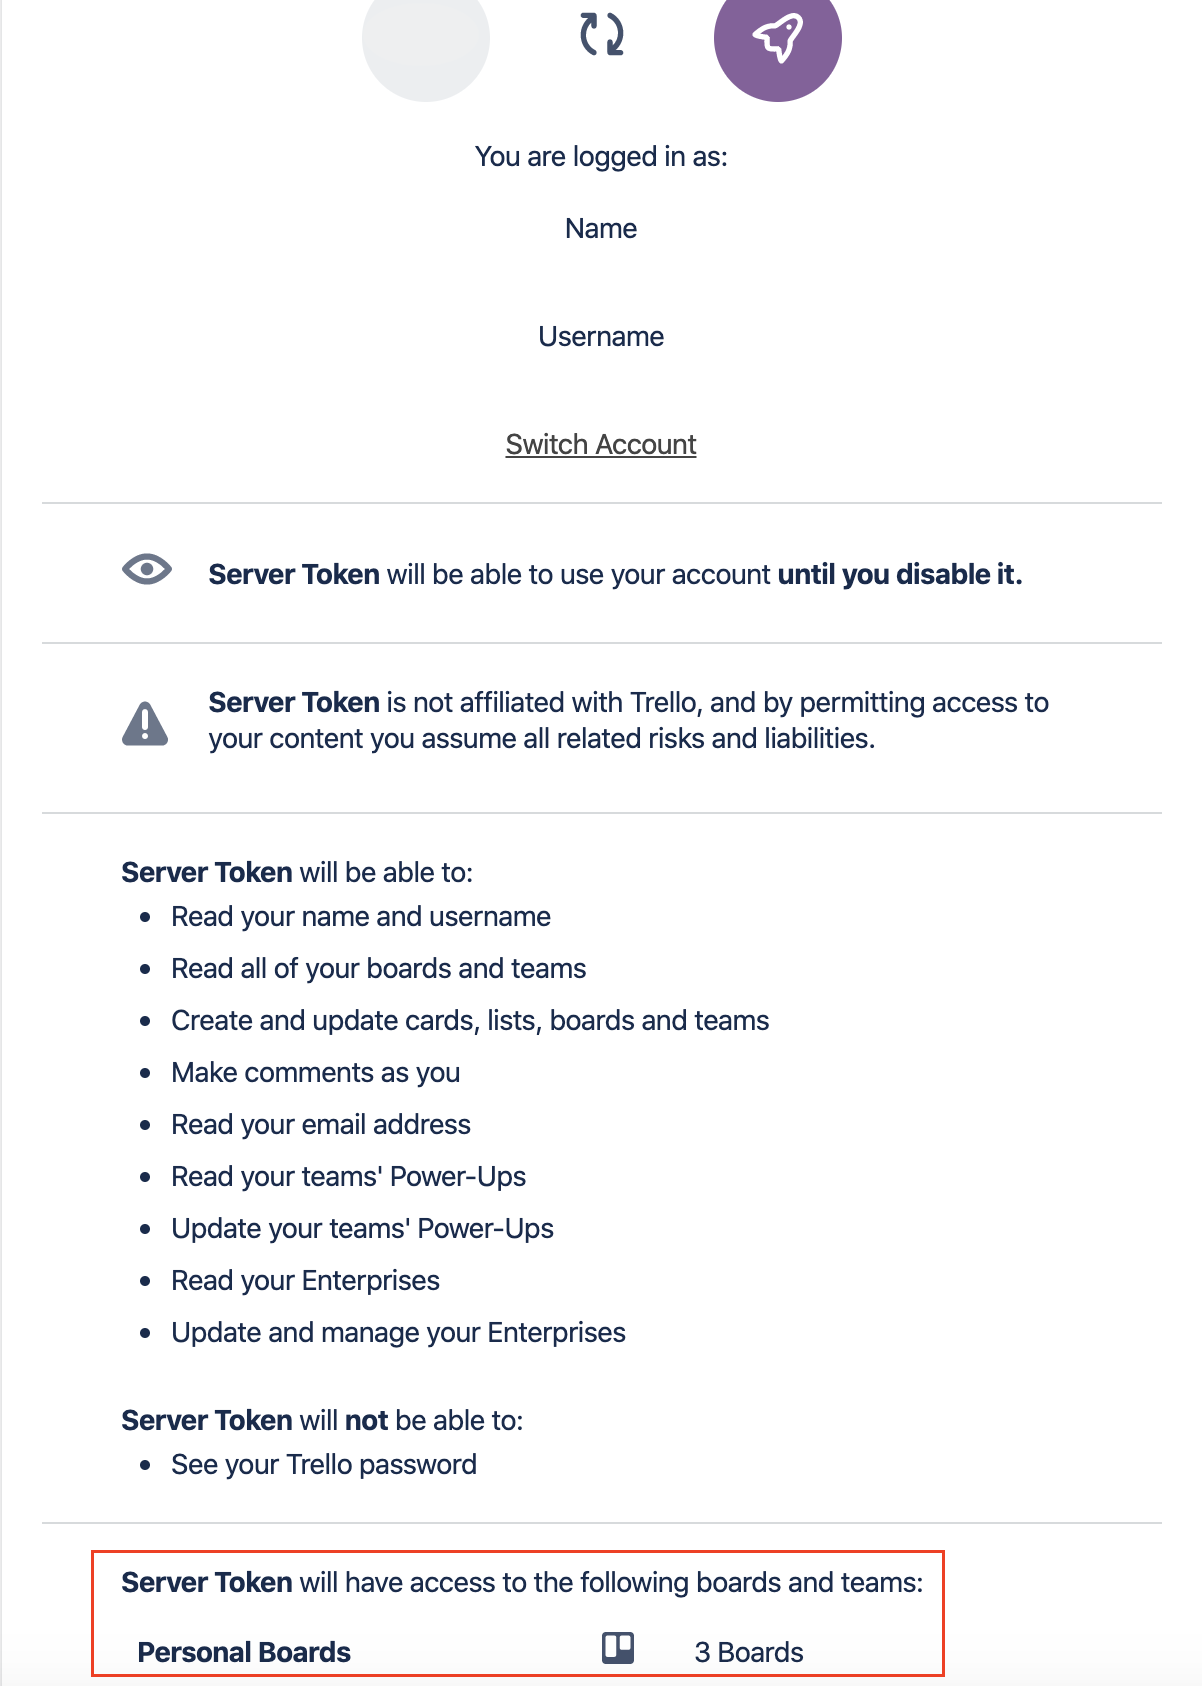 You are logged in as:
Name
Username
Switch Account
Server Token will be able to use your account until you disable it.
Server Token is not affiliated with Trello, and by permitting access to
your content you assume all related risks and liabilities.
Server Token will be able to:
Read your name and username
Read all of your boards and teams
Create and update cards, lists, boards and teams
Make comments as you
Read your email address
Read your teams' Power-Ups
Update your teams' Power-Ups
Read your Enterprises
Update and manage your Enterprises
Server Token will not be able to:
See your Trello password
Server Token will have access to the following boards and teams:
Personal Boards 3 Boards